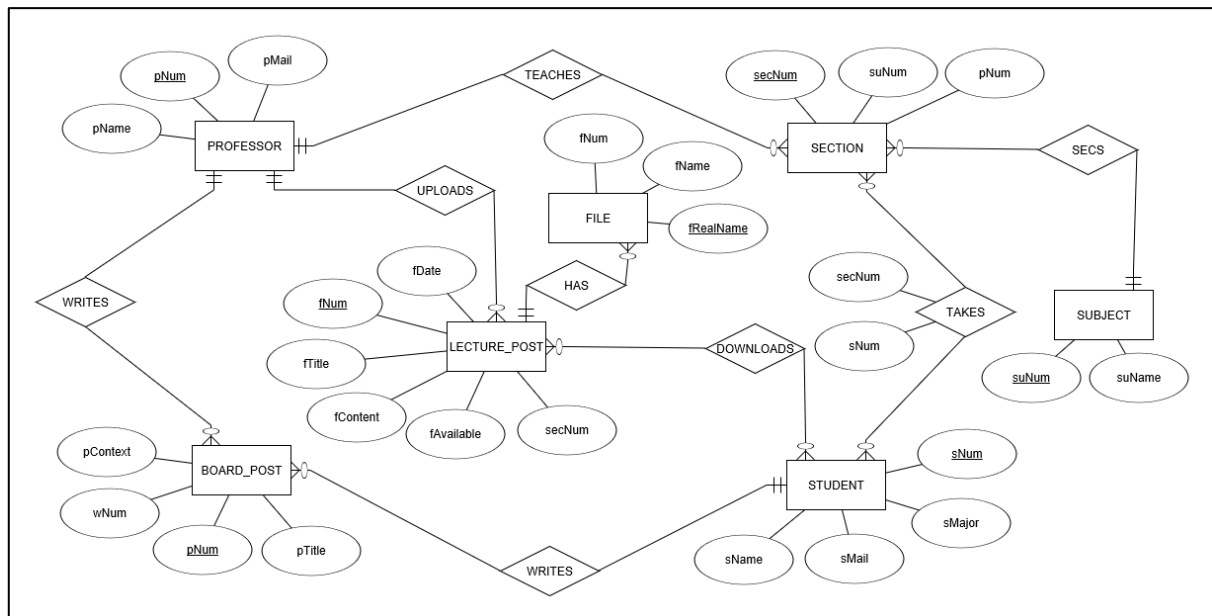 pMail
pNum
pName
PROFESSOR
TEACHES
secNum
suNum
pNum
SECTION
SECS
UPLOADS
fNum
fName
FILE
fRealName
HAS
WRITES
fDate
fNum
LECTURE_POST
fTitle
fContent
fAvailable
secNum
DOWNLOADS
secNum
sNum
TAKES
SUBJECT
suNum
suName
pContext
BOARD_POST
wNum
pNum
pTitle
WRITES
STUDENT
sNum
sMajor
sMail
sName